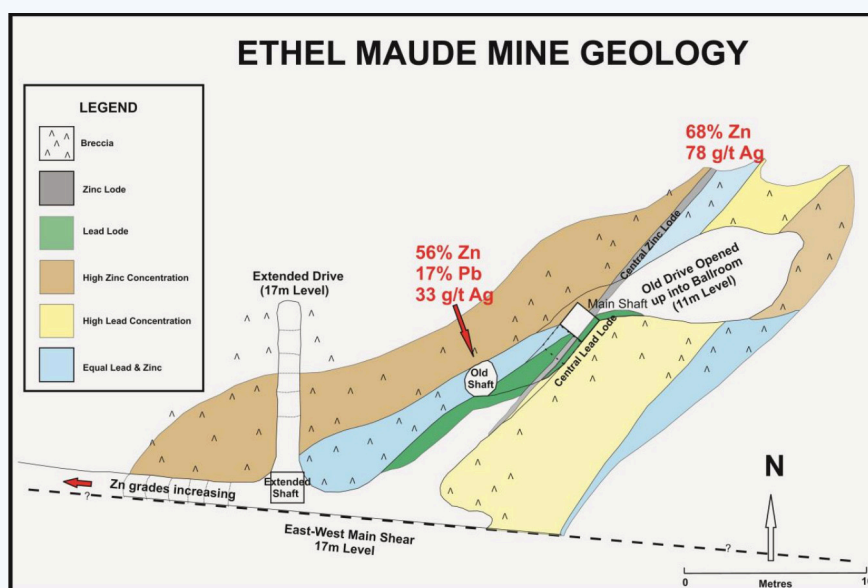 ETHEL MAUDE MINE GEOLOGY
LEGEND
Breccia
Zinc Lode
Lead Lode
High Zinc Concentration
High Lead Concentration
Equal Lead & Zinc
68% Zn
78 g/t Ag
56% Zn
17% Pb
33 g/t Ag
Extended Drive
(17m Level)
Central Zinc Lode
Old Drive Opened
up into Ballroom
(11m Level)
Main Shaft
Central Lead Lode
Old
Shaft
Extended
Shaft
Zn grades increasing
?
East-West Main Shear
17m Level
?
N
0
Metres